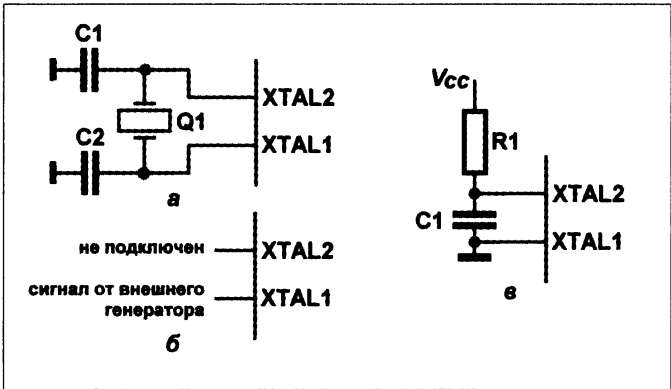 C1
XTAL2
Q1
XTAL1
C2
а
не подключен
XTAL2
сигнал от внешнего
генератора
XTAL1
б
Vcc
R1
XTAL2
C1
XTAL1
в